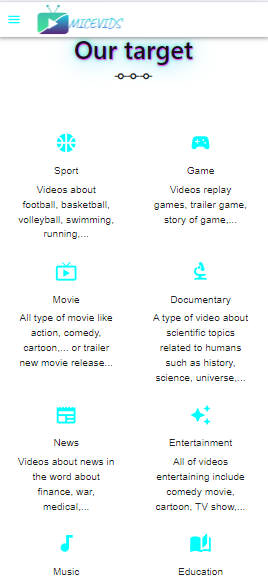 MICEVIDS
Our target
Sport
Videos about
football, basketball,
volleyball, swimming,
running,...
Game
Videos replay
games, trailer game,
story of game,...
Movie
All type of movie like
action, comedy,
cartoon,... or trailer
new movie release...
Documentary
A type of video about
scientific topics
related to humans
such as history,
science, universe,...
News
Videos about news in
the word about
finance, war,
medical,...
Entertainment
All of videos
entertaining include
comedy movie,
cartoon, TV show,...
Music
Education